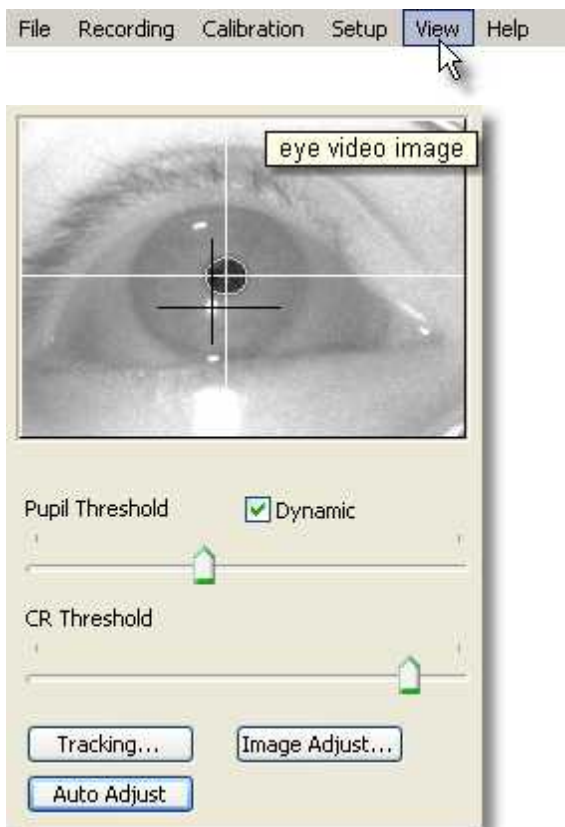 File Recording Calibration Setup View Help
eye video image
Pupil Threshold Dynamic
CR Threshold
Tracking... Image Adjust...
Auto Adjust